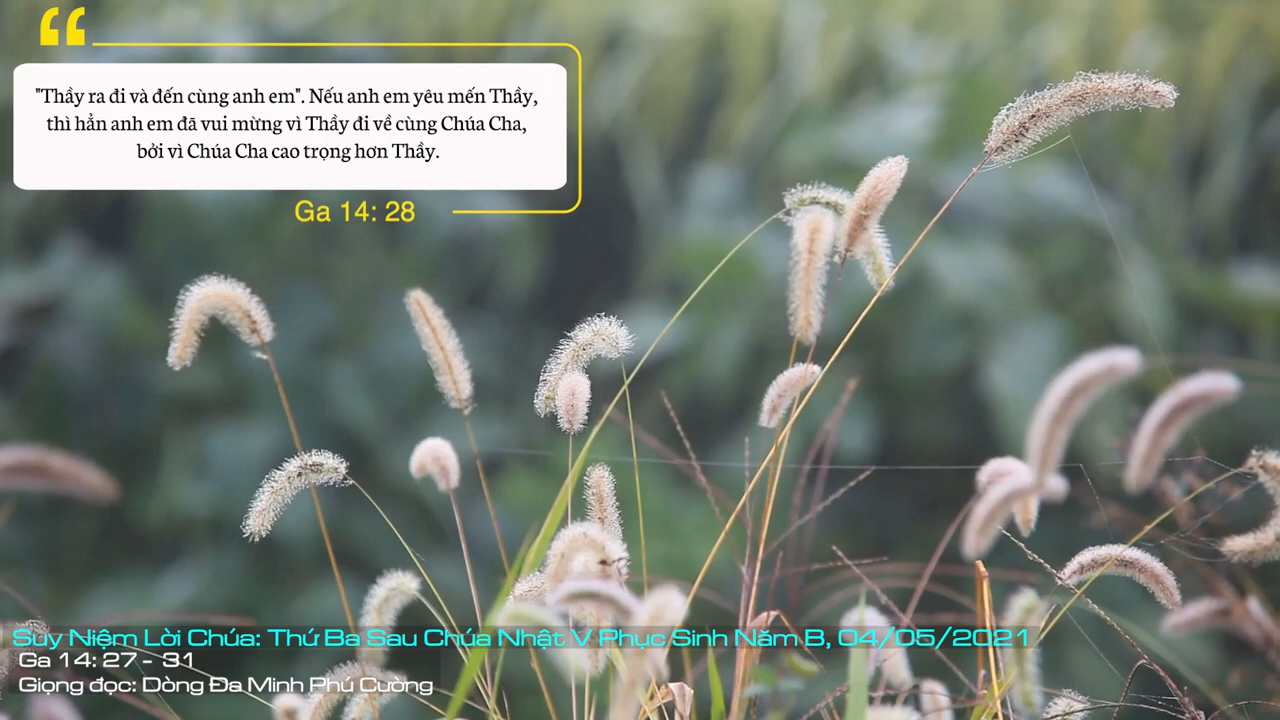 "Thầy ra đi và đến cùng anh em". Nếu anh em yêu mến Thầy,
thì hẳn anh em đã vui mừng vì Thầy đi về cùng Chúa Cha,
bởi vì Chúa Cha cao trọng hơn Thầy.
Ga 14: 28
Suy Niệm Lời Chúa: Thứ Ba Sau Chúa Nhật V Phục Sinh Năm B, 04/05/2021
Ga 14: 27 - 31
Giọng đọc: Dòng Đa Minh Phú Cường